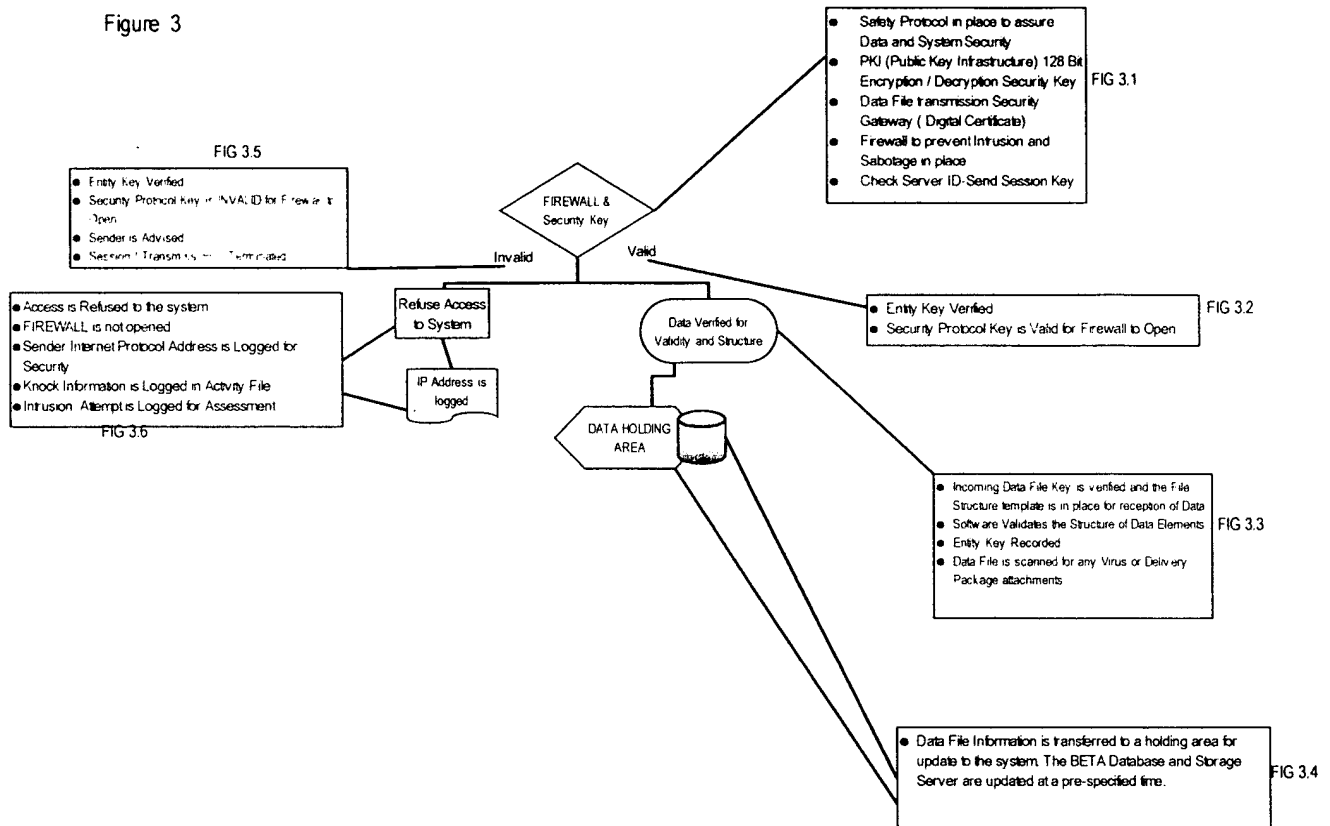 Figure 3
● Safety Protocol in place to assure
Data and System Security
● PKI (Public Key Infrastructure) 128 Bit
Encryption / Decryption Security Key
● Data File transmission Security
Gateway ( Digital Certificate)
● Firewall to prevent Intrusion and
Sabotage in place
● Check Server ID-Send Session Key
FIG 3.1
FIG 3.5
● Entity Key Verified
● Security Protocol Key is INVALID for Firewall to
Open
● Sender is Advised
● Session / Terminated
FIREWALL &
Security Key
Invalid
Valid
● Access is Refused to the system
● FIREWALL is not opened
● Sender Internet Protocol Address is Logged for
Security
● Knock Information is Logged in Activity File
● Intrusion Attempt is Logged for Assessment
FIG 3.6
Refuse Access
to System
IP Address is
logged
Data Verified for
Validity and Structure
● Entity Key Verified
● Security Protocol Key is Valid for Firewall to Open
FIG 3.2
DATA HOLDING
AREA
● Incoming Data File Key is verified and the File
Structure template is in place for reception of Data
● Software Validates the Structure of Data Elements
● Entity Key Recorded
● Data File is scanned for any Virus or Delivery
Package attachments
FIG 3.3
● Data File Information is transferred to a holding area for
update to the system. The BETA Database and Storage
Server are updated at a pre-specified time.
FIG 3.4